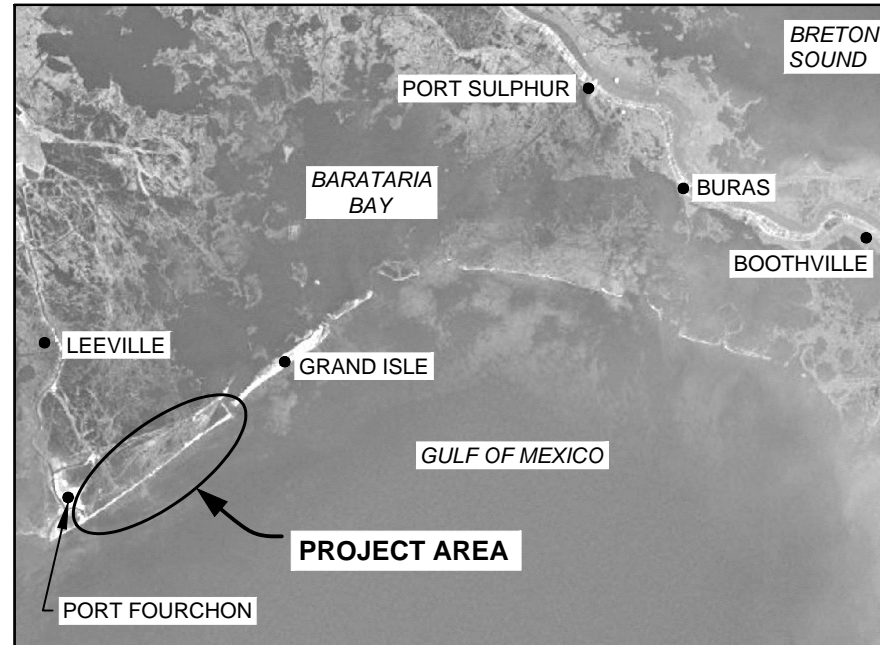 BRETON
SOUND
PORT SULPHUR
BARATARIA
BAY
BURAS
BOOTHVILLE
LEEVILLE
GRAND ISLE
GULF OF MEXICO
PROJECT AREA
PORT FOURCHON